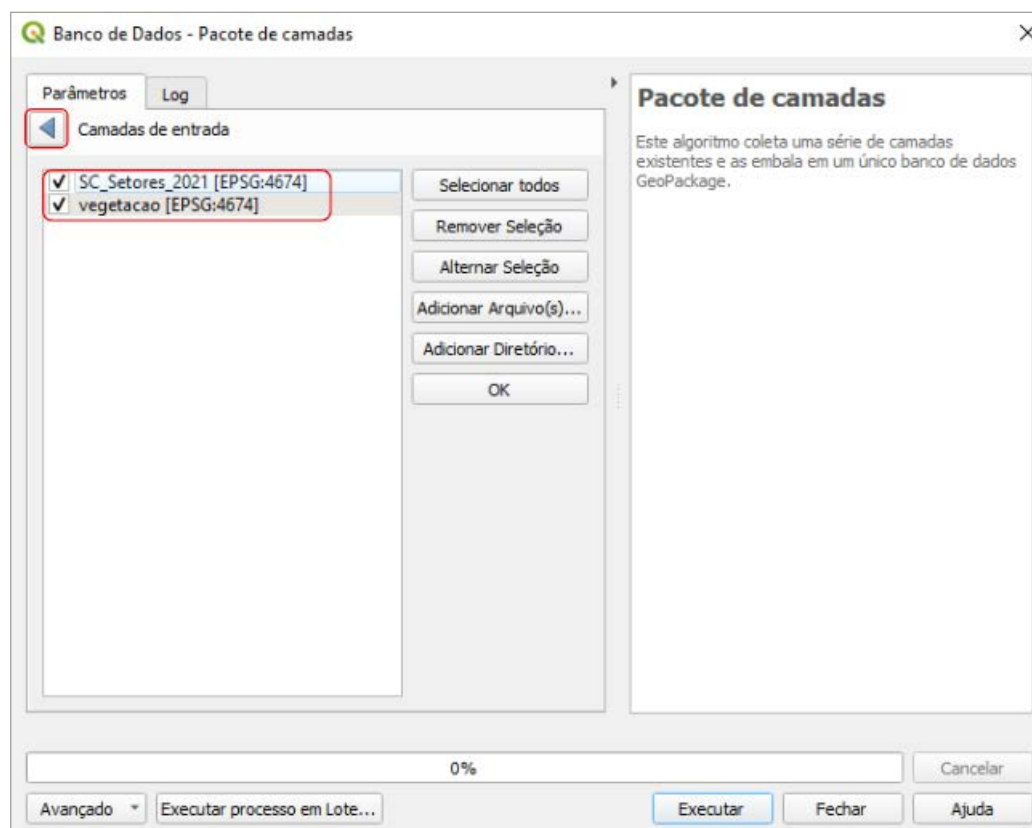 Banco de Dados - Pacote de camadas
Parâmetros
Log
Camadas de entrada
SC_Setores_2021 [EPSG:4674]
vegetacao [EPSG:4674]
Selecionar todos
Remover Seleção
Alternar Seleção
Adicionar Arquivo(s)...
Adicionar Diretório...
OK
Pacote de camadas
Este algoritmo coleta uma série de camadas
existentes e as embala em um único banco de dados
GeoPackage.
0%
Cancelar
Avançado
Executar processo em Lote...
Executar
Fechar
Ajuda